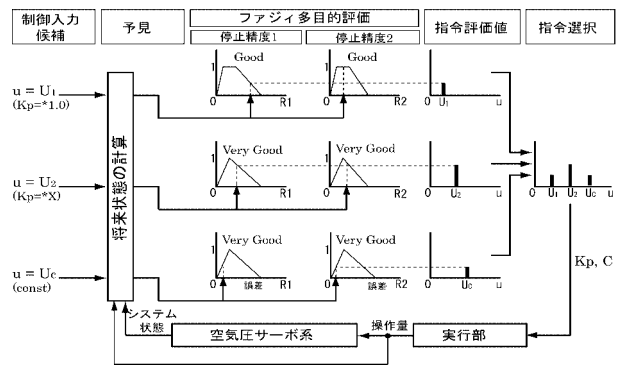 制御入力
候補
予見
ファジィ多目的評価
停止精度1
停止精度2
指令評価値
指令選択
u = U1
(Kp=*1.0)
Good
1
0
R1
Good
1
0
R2
0
U1
u
u = U2
(Kp=*X)
将来状態の計算
Very Good
1
0
R1
Very Good
1
0
R2
0
U2
u
0
U1
U2
Uc
u
u = Uc
(const)
Very Good
1
0
誤差
R1
Very Good
1
0
誤差
R2
0
Uc
u
Kp, C
システム
状態
空気圧サーボ系
操作量
実行部